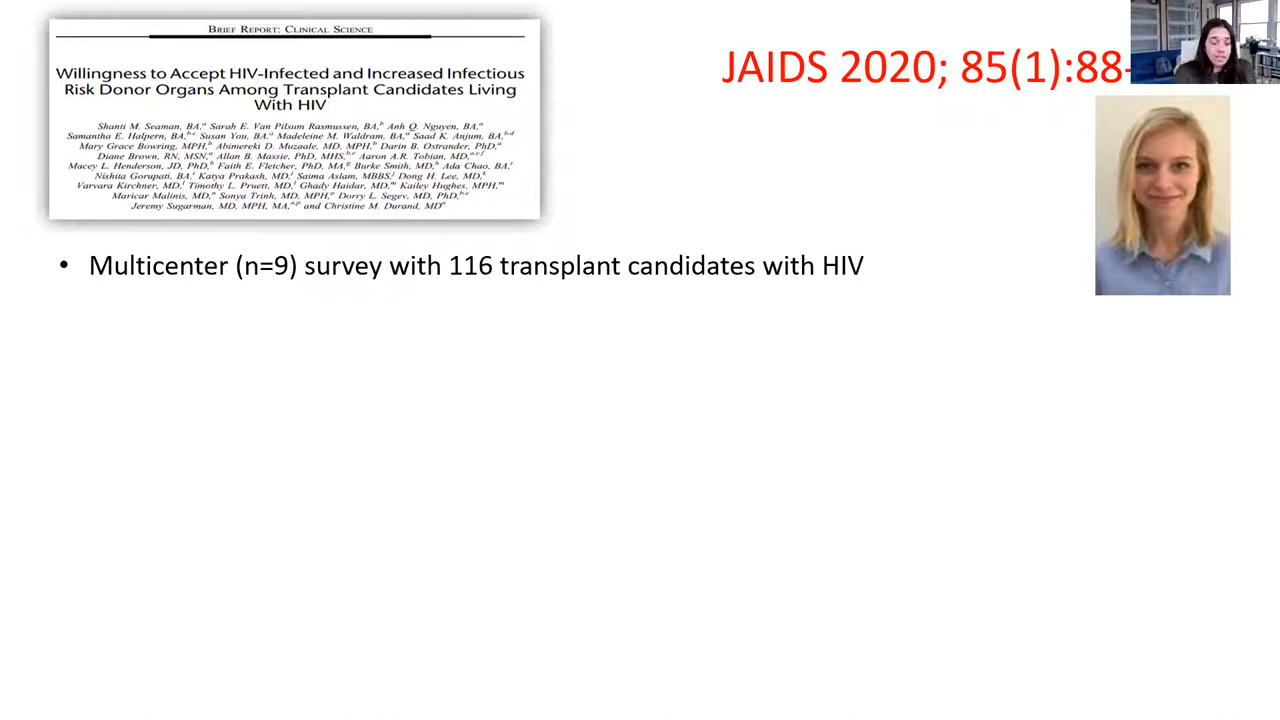 BRIEF REPORT: CLINICAL SCIENCE
Willingness to Accept HIV-Infected and Increased Infectious
Risk Donor Organs Among Transplant Candidates Living
With HIV
Shanti M. Seaman, BA,a Sarah E. Van Pilsum Rasmussen, BA,b Anh Q. Nguyen, BA,a
Samantha E. Halpern, BA,b,c Susan You, BA,a Madeleine M. Waldram, BA,a Saad K. Anjum, BA,b,d
Mary Grace Bowring, MPH,b Abimereki D. Muzaale, MD, MPH,b Darin B. Ostrander, PhD,a
Diane Brown, RN, MSN,a Allan B. Massie, PhD, MHS,b,e Aaron A.R. Tobian, MD,a,e,f
Macey L. Henderson, JD, PhD,b Faith E. Fletcher, PhD, MA,g Burke Smith, MD,h Ada Chao, BA,i
Nishita Gorupati, BA,i Katya Prakash, MD,j Saima Aslam, MBBS,j Dong H. Lee, MD,k
Varvara Kirchner, MD,l Timothy L. Pruett, MD,l Ghady Haidar, MD,m Kailey Hughes, MPH,m
Maricar Malinis, MD,n Sonya Trinh, MD, MPH,o Dorry L. Segev, MD, PhD,b,e
Jeremy Sugarman, MD, MPH, MA,a,p and Christine M. Durand, MDa
JAIDS 2020; 85(1):88-
• Multicenter (n=9) survey with 116 transplant candidates with HIV